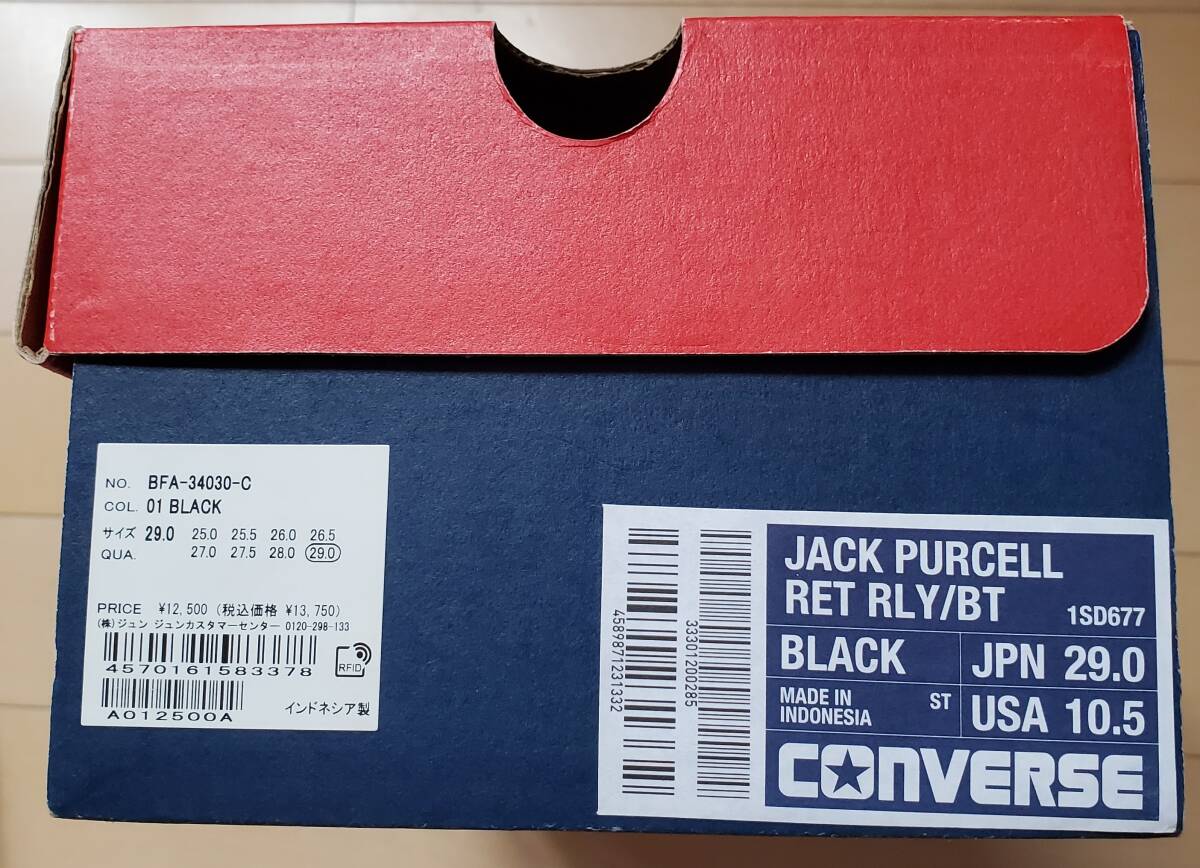 NO. BFA-34030-C
COL. 01 BLACK
サイズ 29.0 25.0 25.5 26.0 26.5
QUA. 27.0 27.5 28.0 29.0
PRICE ¥12,500 (税込価格 ¥13,750)
(株)ジュン ジュンカスタマーセンター 0120-298-133
4570161583378
RFID
A012500A
インドネシア製
4589871231332
33301200285
JACK PURCELL
RET RLY/BT 1SD677
BLACK JPN 29.0
MADE IN
INDONESIA ST USA 10.5
CONVERSE